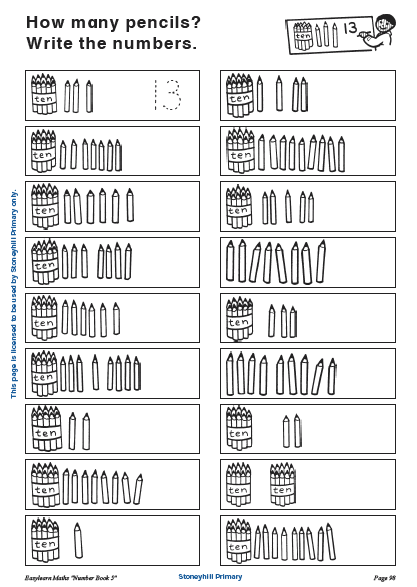 How many pencils?
Write the numbers.
ten 13
ten 13
ten
ten
ten
ten
ten
ten
ten
ten
ten
ten
ten
ten
ten
ten
ten ten
ten
ten
This page is licensed to be used by Stoneyhill Primary only.
Easylearn Maths "Number Book 5"
Stoneyhill Primary
Page 98